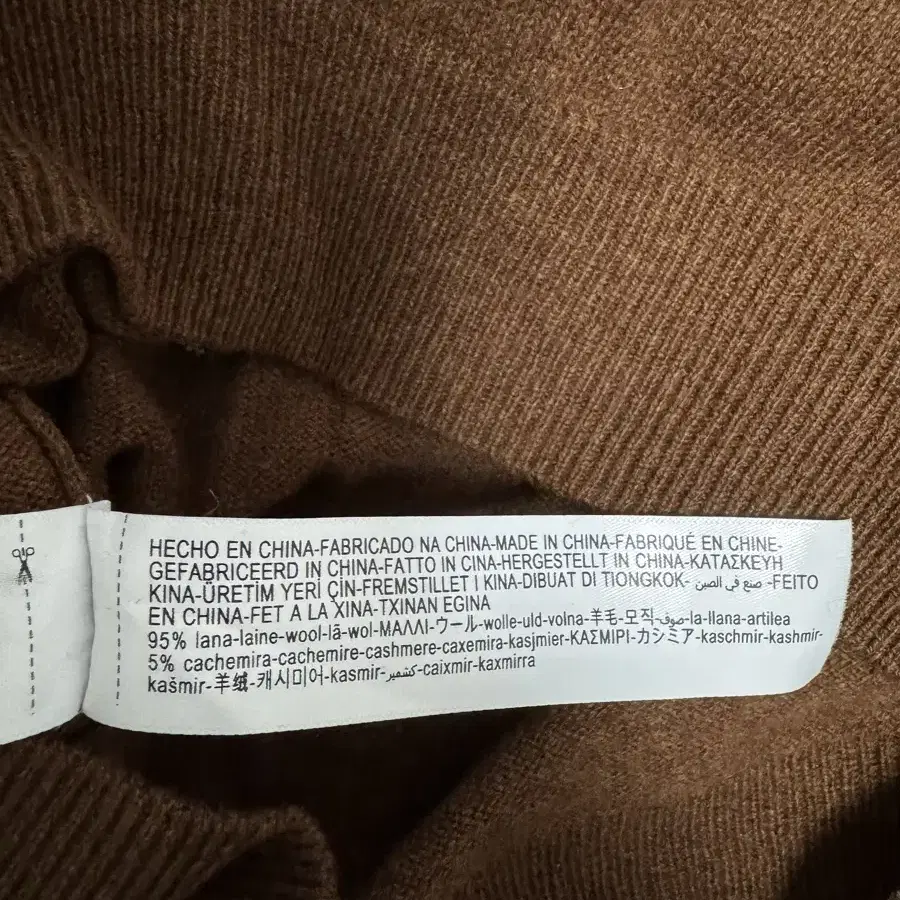 HECHO EN CHINA-FABRICADO NA CHINA-MADE IN CHINA-FABRIQUÉ EN CHINE-
GEFABRICEERD IN CHINA-FATTO IN CINA-HERGESTELLT IN CHINA-ΚΑΤΑΣΚΕΥΗ
KINA-ÜRETİM YERİ ÇİN-FREMSTILLET I KINA-DIBUAT DI TIONGKOK- صنع في الصين -FEITO
EN CHINA-FET A LA XINA-TXINAN EGINA
95% lana-laine-wool-lã-wol-ΜΑΛΛΙ-ウール-wolle-uld-volna-羊毛-모직-صوف-la-llana-artilea
5% cachemira-cachemire-cashmere-caxemira-kasjmier-ΚΑΣΜΙΡΙ-カシミア-kaschmir-kashmir-
kašmir-羊绒-캐시미어-kasmir-كشمير-caixmir-kaxmirra